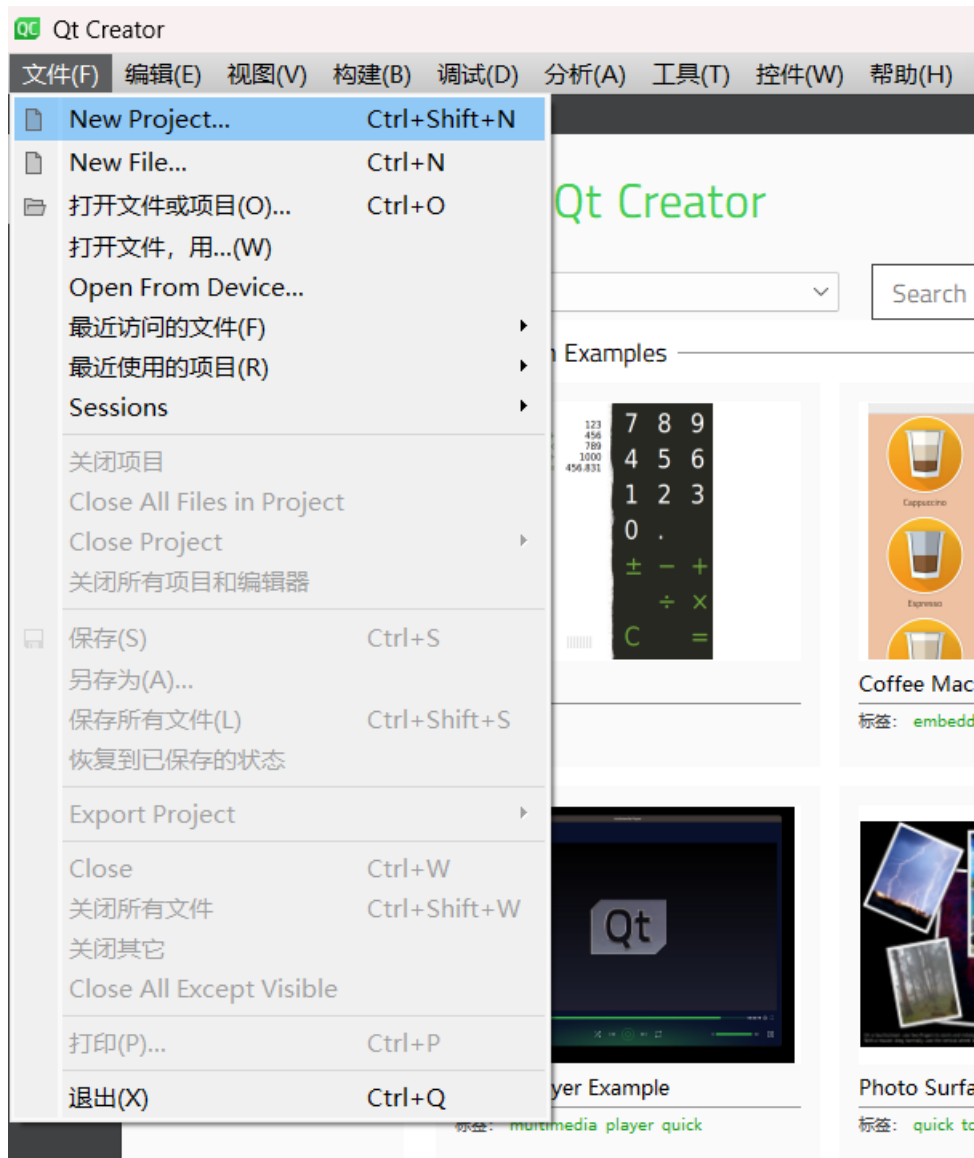 Qt Creator
文件(F) 编辑(E) 视图(V) 构建(B) 调试(D) 分析(A) 工具(T) 控件(W) 帮助(H)
New Project... Ctrl+Shift+N
New File... Ctrl+N
打开文件或项目(O)... Ctrl+O
打开文件，用...(W)
Open From Device...
最近访问的文件(F)
最近使用的项目(R)
Sessions
关闭项目
Close All Files in Project
Close Project
关闭所有项目和编辑器
保存(S) Ctrl+S
另存为(A)...
保存所有文件(L) Ctrl+Shift+S
恢复到已保存的状态
Export Project
Close Ctrl+W
关闭所有文件 Ctrl+Shift+W
关闭其它
Close All Except Visible
打印(P)... Ctrl+P
退出(X) Ctrl+Q
Qt Creator
Search
Examples
123
456
789
1000
456.831
7 8 9
4 5 6
1 2 3
0 .
± − +
÷ ×
C =
Cappuccino
Espresso
Coffee Mac
标签： embedd
Qt
yer Example
标签： multimedia player quick
Photo Surfa
标签： quick to